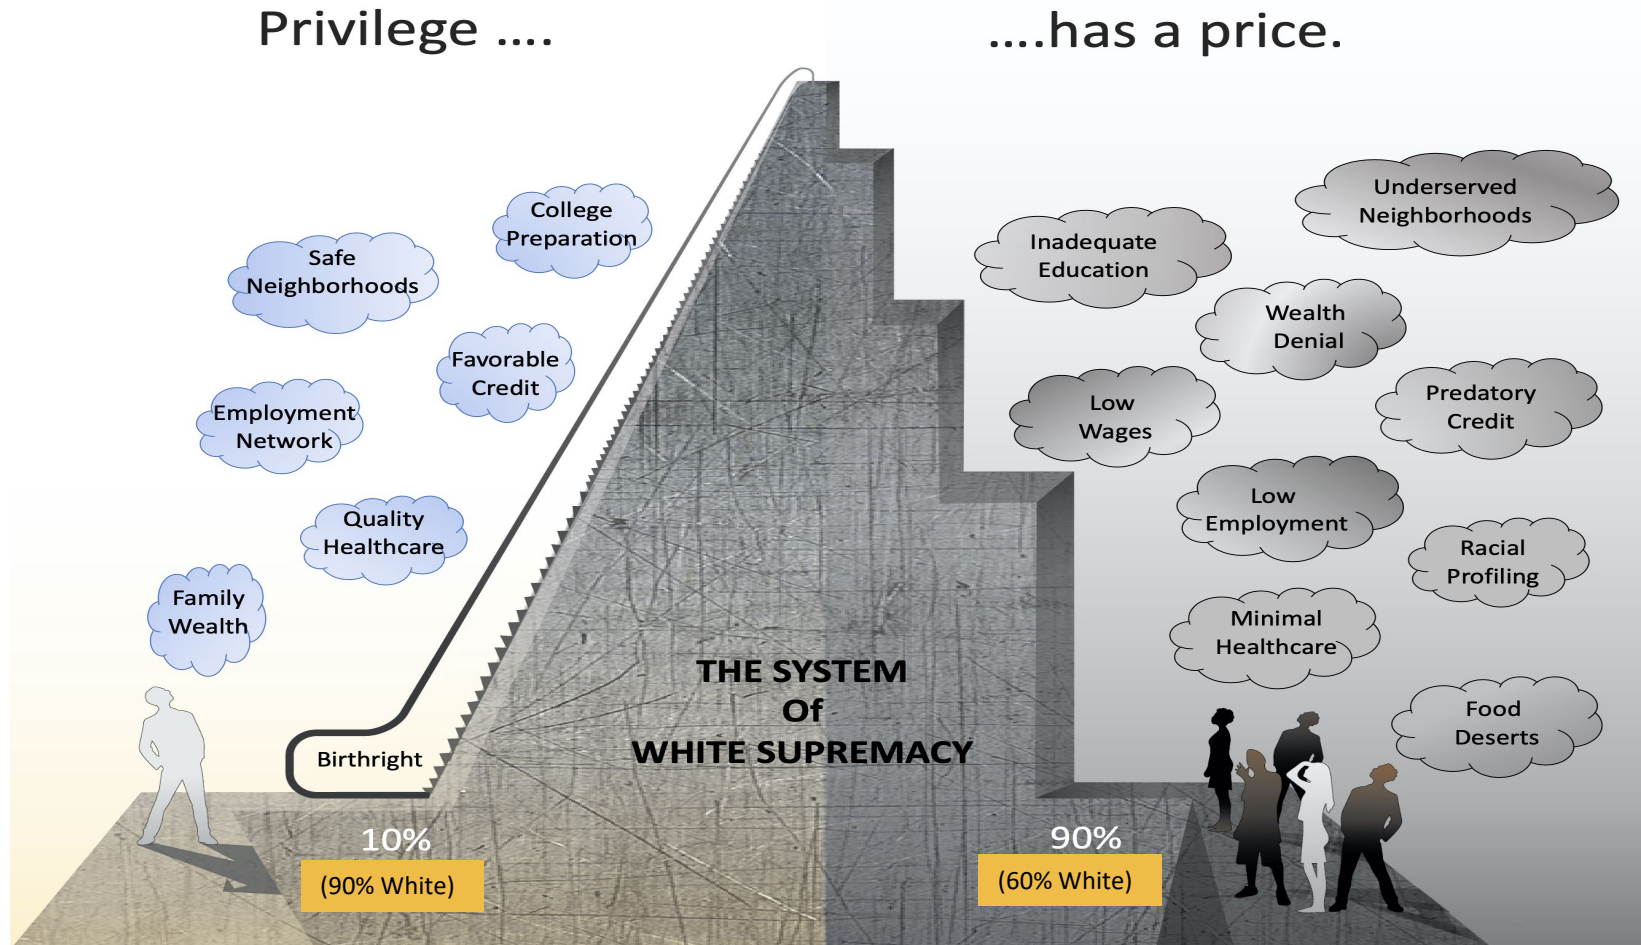 Privilege ....
....has a price.
College
Preparation
Safe
Neighborhoods
Favorable
Credit
Employment
Network
Quality
Healthcare
Family
Wealth
Birthright
10%
(90% White)
THE SYSTEM
Of
WHITE SUPREMACY
Underserved
Neighborhoods
Inadequate
Education
Wealth
Denial
Low
Wages
Predatory
Credit
Low
Employment
Racial
Profiling
Minimal
Healthcare
Food
Deserts
90%
(60% White)